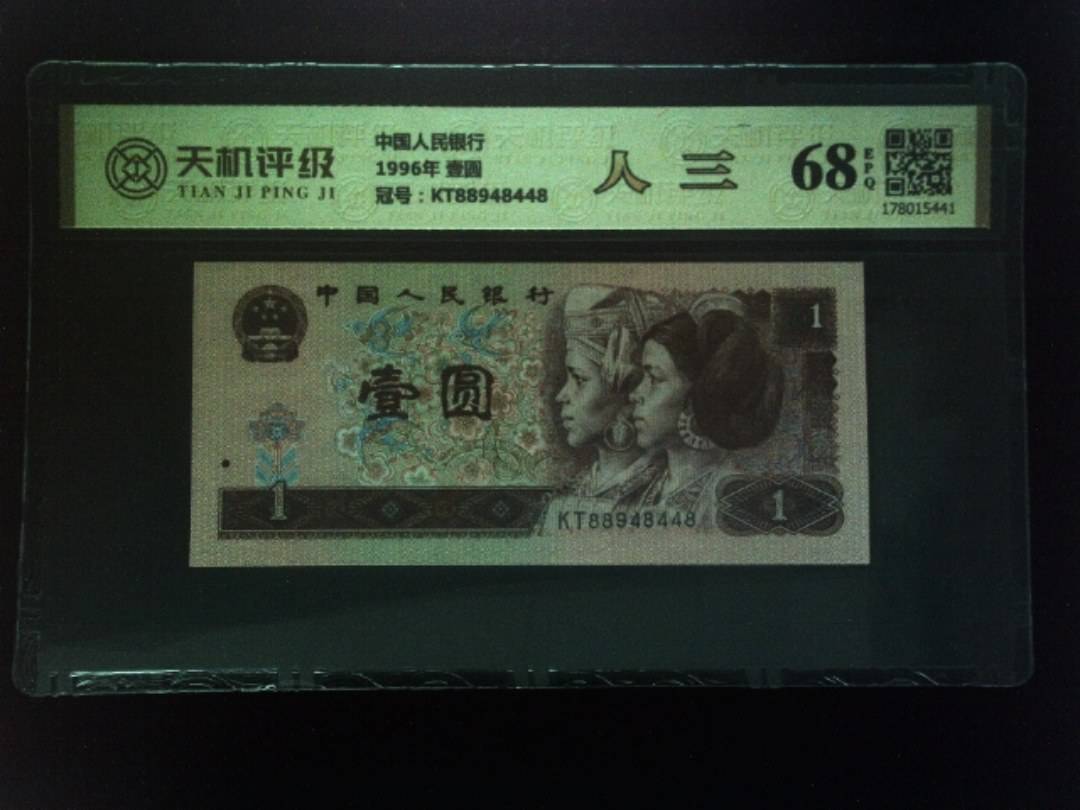 天机评级
TIAN JI PING JI
中国人民银行
1996年 壹圆
冠号：KT88948448
人 三
68
EPQ
178015441
中国人民银行
1
壹圆
1
KT88948448
1